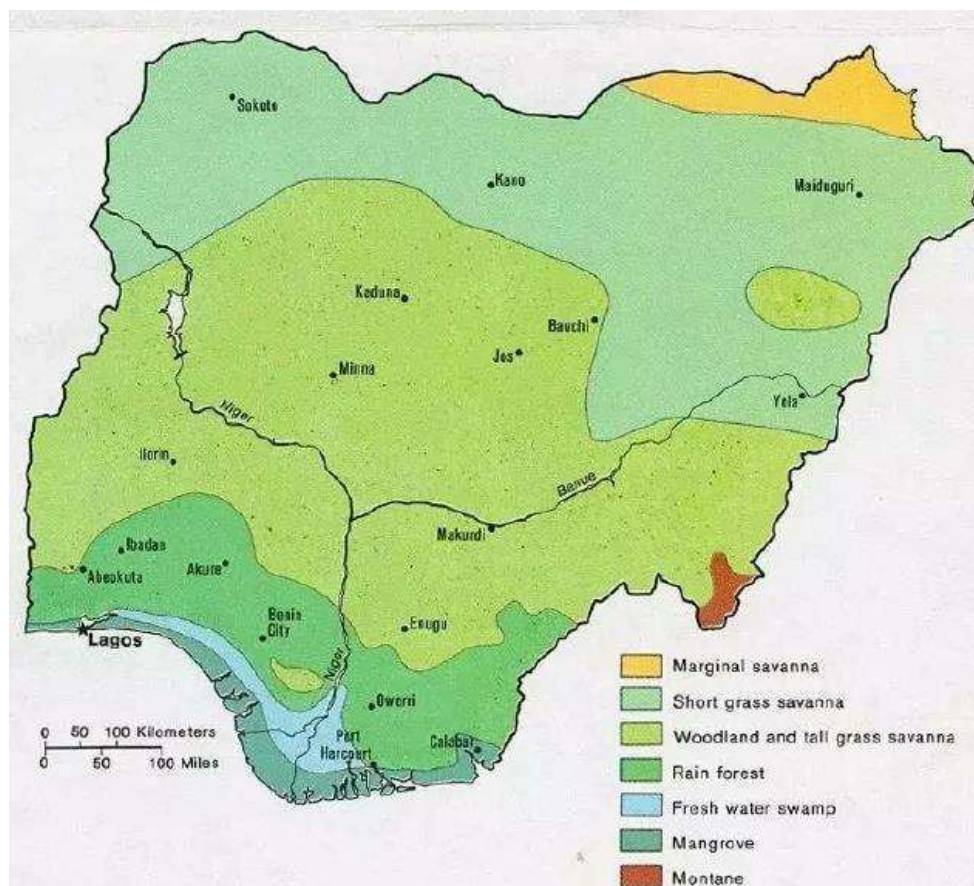 Sokoto
Kano
Maiduguri
Kaduna
Bauchi
Jos
Minna
Yola
Niger
Ilorin
Benue
Makurdi
Ibadan
Abeokuta
Akure
Benin
City
Enugu
Lagos
Niger
Owerri
Port
Harcourt
Calabar
0 50 100 Kilometers
0 50 100 Miles
Marginal savanna
Short grass savanna
Woodland and tall grass savanna
Rain forest
Fresh water swamp
Mangrove
Montane